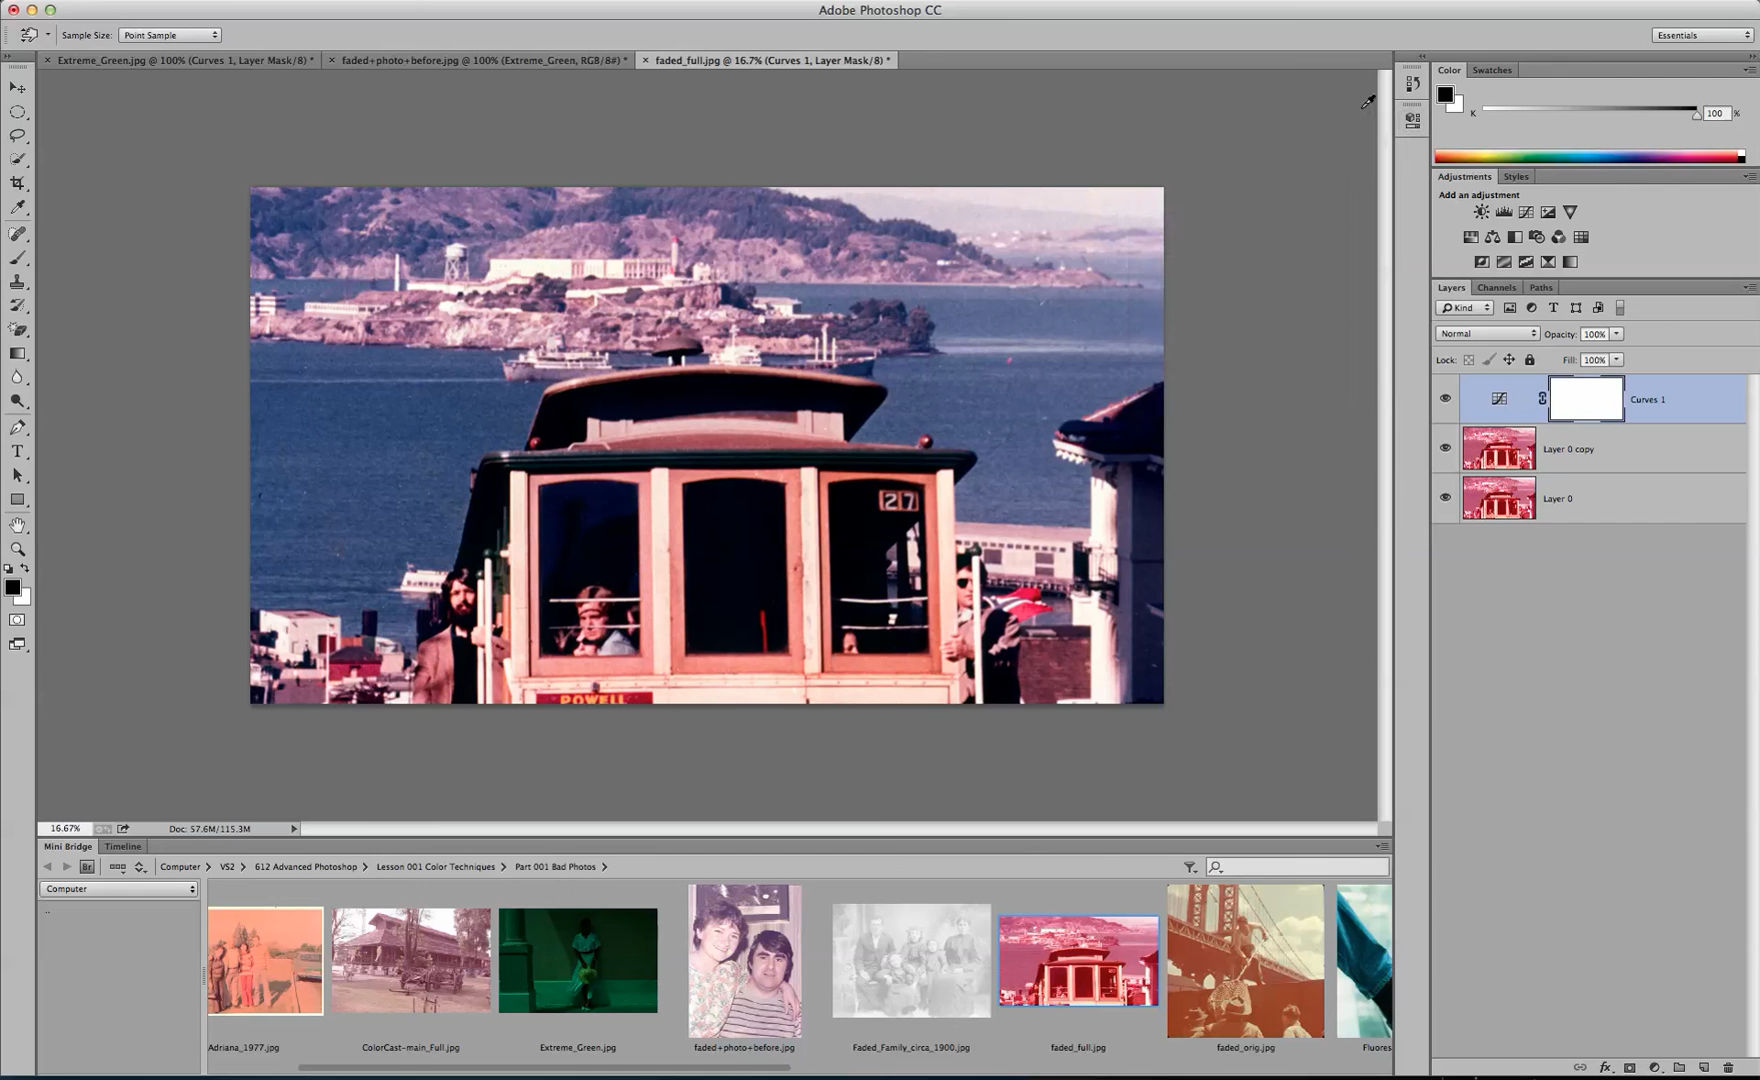 Adobe Photoshop CC
Sample Size: Point Sample
Essentials
Extreme_Green.jpg @ 100% (Curves 1, Layer Mask/8) *
faded+photo+before.jpg @ 100% (Extreme_Green, RGB/8#) *
faded_full.jpg @ 16.7% (Curves 1, Layer Mask/8) *
Color
Swatches
K
100
%
Adjustments
Styles
Add an adjustment
Layers
Channels
Paths
Kind
Normal
Opacity: 100%
Lock:
Fill: 100%
Curves 1
Layer 0 copy
Layer 0
27
POWELL
16.67%
Doc: 57.6M/115.3M
Mini Bridge
Timeline
Br
Computer
VS2
612 Advanced Photoshop
Lesson 001 Color Techniques
Part 001 Bad Photos
Computer
..
Adriana_1977.jpg
ColorCast-main_Full.jpg
Extreme_Green.jpg
faded+photo+before.jpg
Faded_Family_circa_1900.jpg
faded_full.jpg
faded_orig.jpg
Fluores
fx